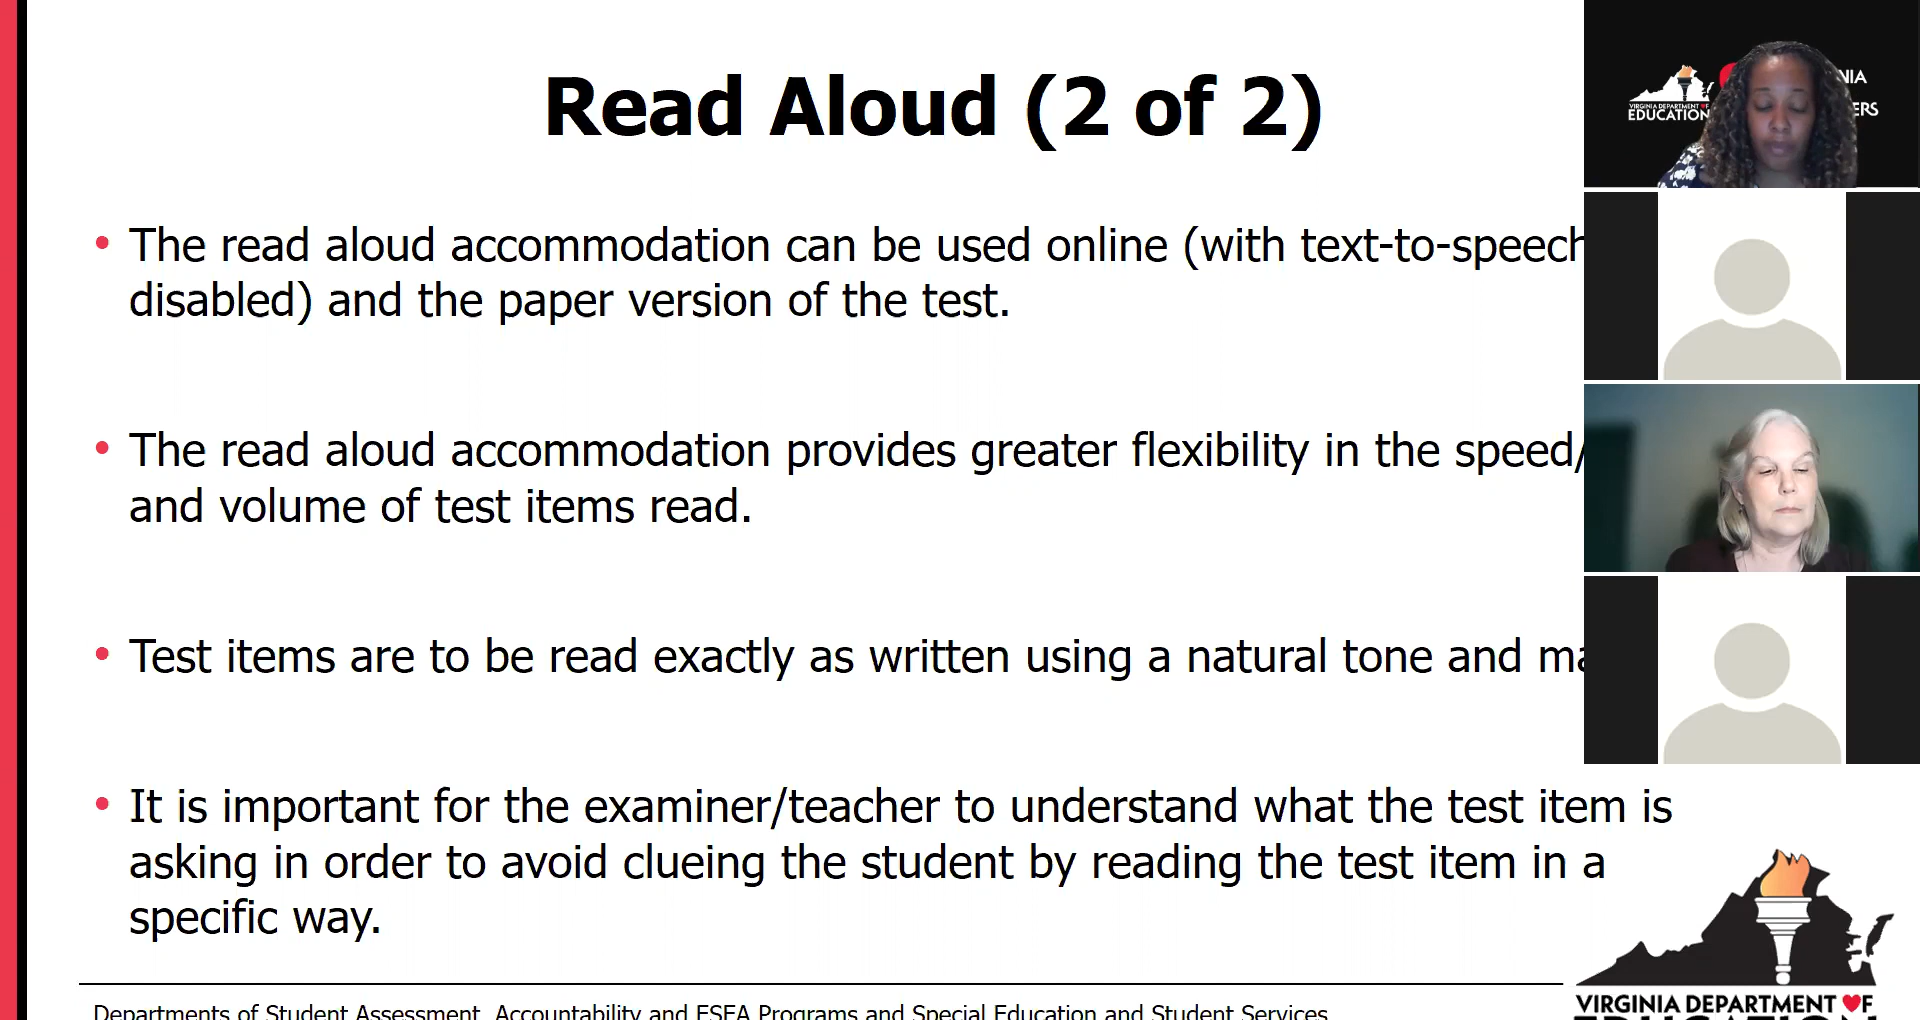 Read Aloud (2 of 2)
The read aloud accommodation can be used online (with text-to-speech
disabled) and the paper version of the test.
The read aloud accommodation provides greater flexibility in the speed/
and volume of test items read.
Test items are to be read exactly as written using a natural tone and
It is important for the examiner/teacher to understand what the test item is
asking in order to avoid clueing the student by reading the test item in a
specific way.
Departments of Student Assessment, Accountability and ESEA Programs and Special Education and Student Services
VIRGINIA DEPARTMENT OF
EDUCATION
VIRGINIA DEPARTMENT OF
EDUCATION